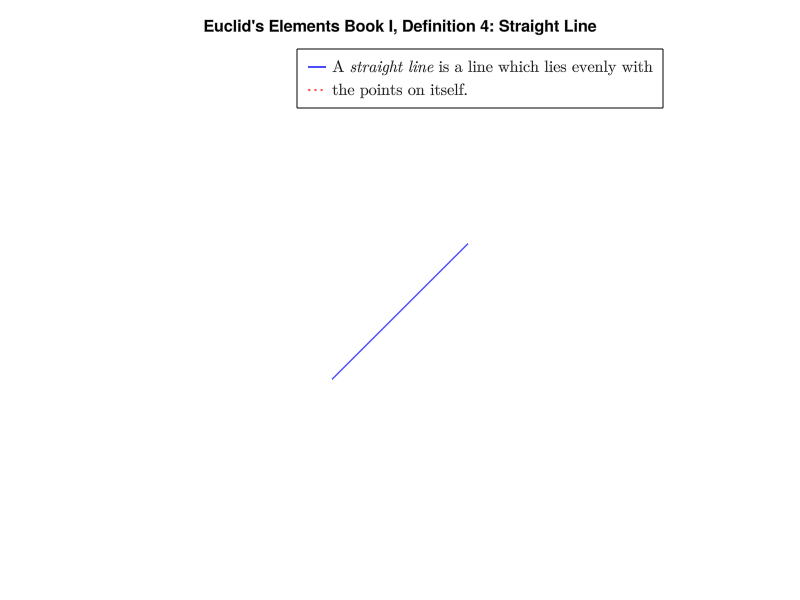 Euclid's Elements Book I, Definition 4: Straight Line
A straight line is a line which lies evenly with
the points on itself.